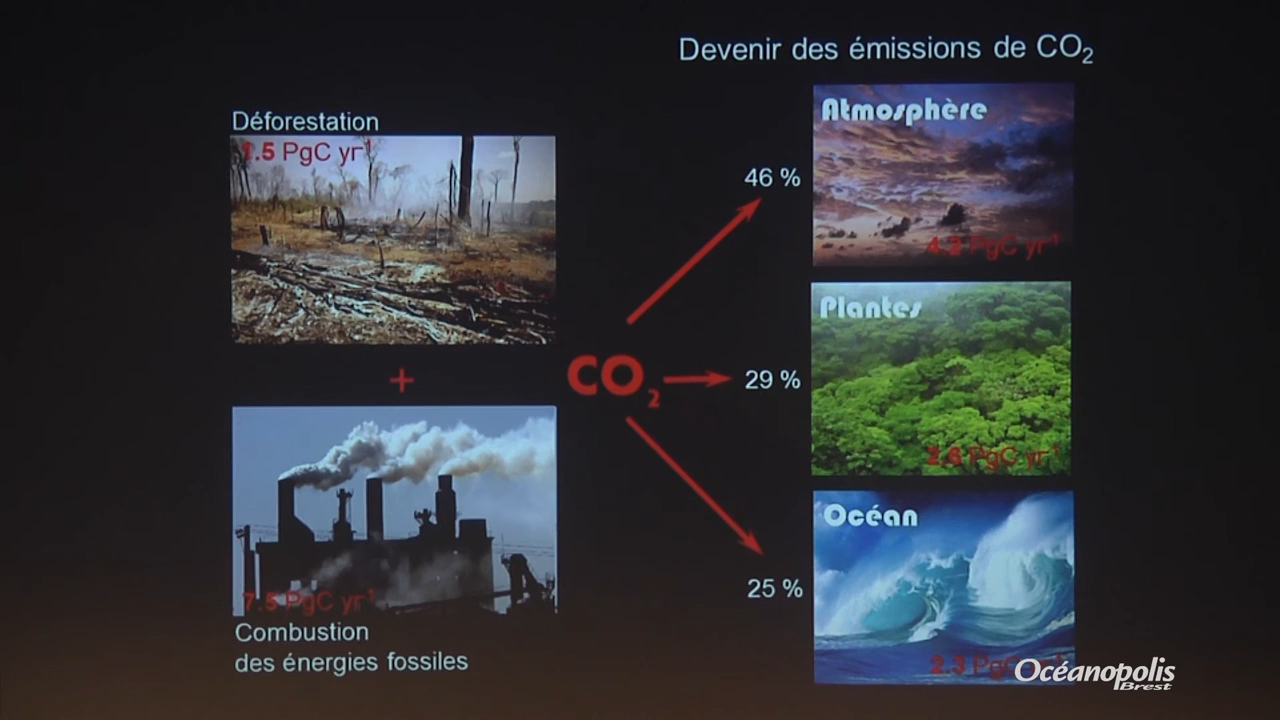 Devenir des émissions de CO₂
Déforestation
1.5 PgC yr⁻¹
+
Combustion
des énergies fossiles
7.5 PgC yr⁻¹
CO₂
46 %
Atmosphère
4.2 PgC yr⁻¹
29 %
Plantes
2.6 PgC yr⁻¹
25 %
Océan
2.3 PgC
Océanopolis
Brest